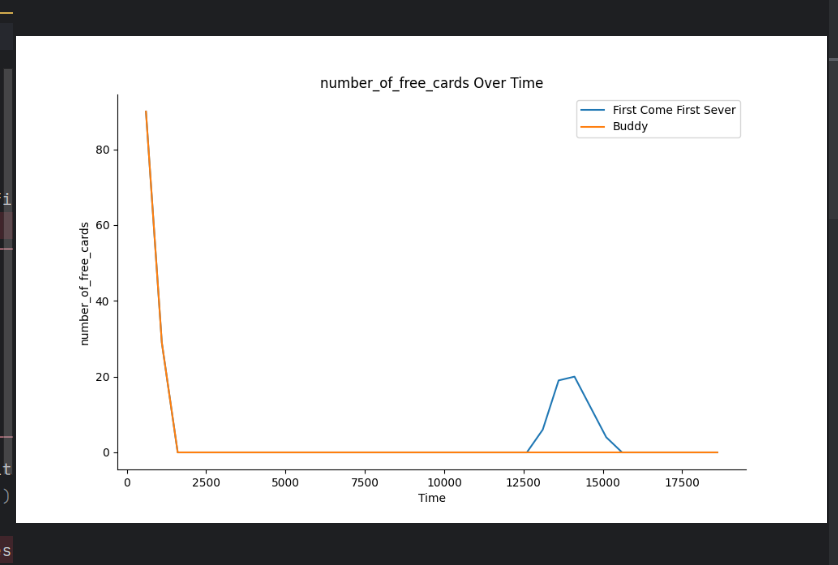 number_of_free_cards Over Time
First Come First Sever
Buddy
number_of_free_cards
80
60
40
20
0
0
2500
5000
7500
10000
12500
15000
17500
Time
fi
t
)
s